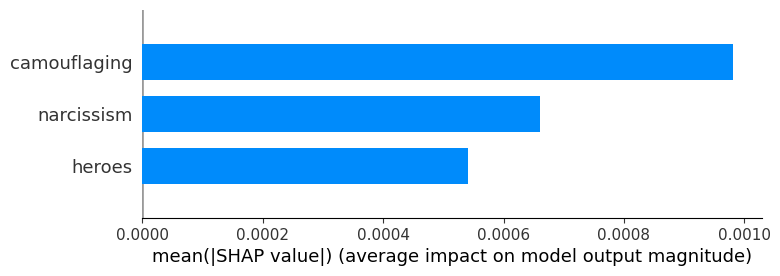 camouflaging
narcissism
heroes
0.0000 0.0002 0.0004 0.0006 0.0008 0.0010
mean(|SHAP value|) (average impact on model output magnitude)